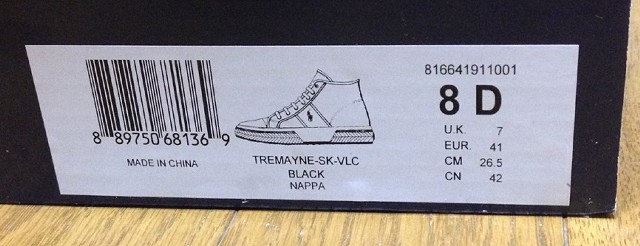 8 89750 68136 9
MADE IN CHINA
TREMAYNE-SK-VLC
BLACK
NAPPA
816641911001
8 D
U.K. 7
EUR. 41
CM 26.5
CN 42